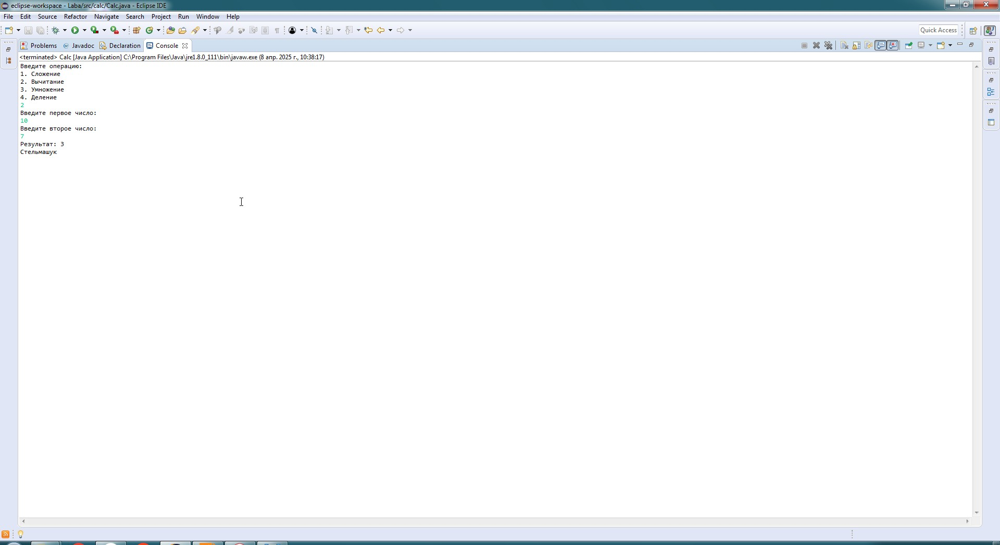 eclipse-workspace - Laba/src/calc/Calc.java - Eclipse IDE
File Edit Source Refactor Navigate Search Project Run Window Help
Quick Access
Problems @ Javadoc Declaration Console
<terminated> Calc [Java Application] C:\Program Files\Java\jre1.8.0_111\bin\javaw.exe (8 апр. 2025 г., 10:38:17)
Введите операцию:
1. Сложение
2. Вычитание
3. Умножение
4. Деление
2
Введите первое число:
10
Введите второе число:
7
Результат: 3
Стельмашук